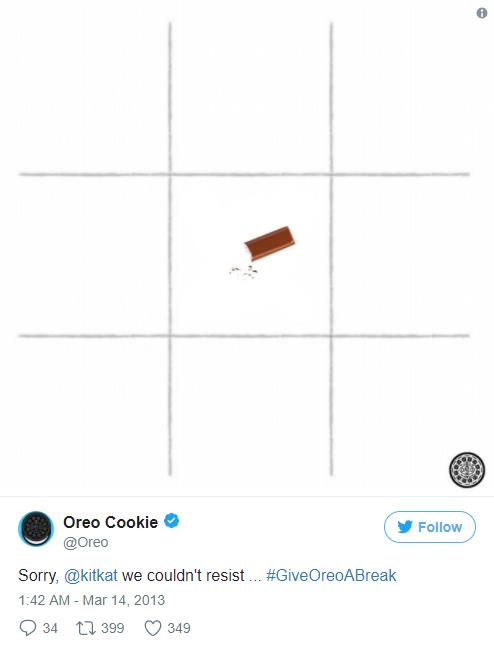 Oreo Cookie
@Oreo
Follow
Sorry, @kitkat we couldn't resist ... #GiveOreoABreak
1:42 AM - Mar 14, 2013
34 399 349